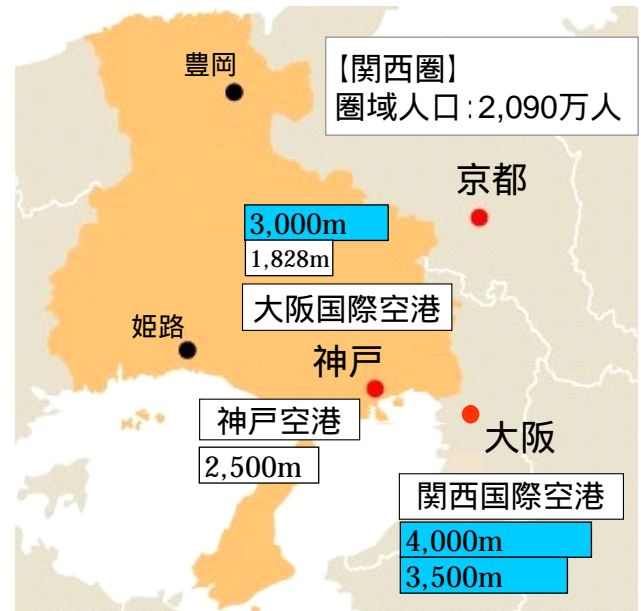 豊岡
【関西圏】
圏域人口:2,090万人
京都
3,000m
1,828m
大阪国際空港
姫路
神戸
神戸空港
2,500m
大阪
関西国際空港
4,000m
3,500m